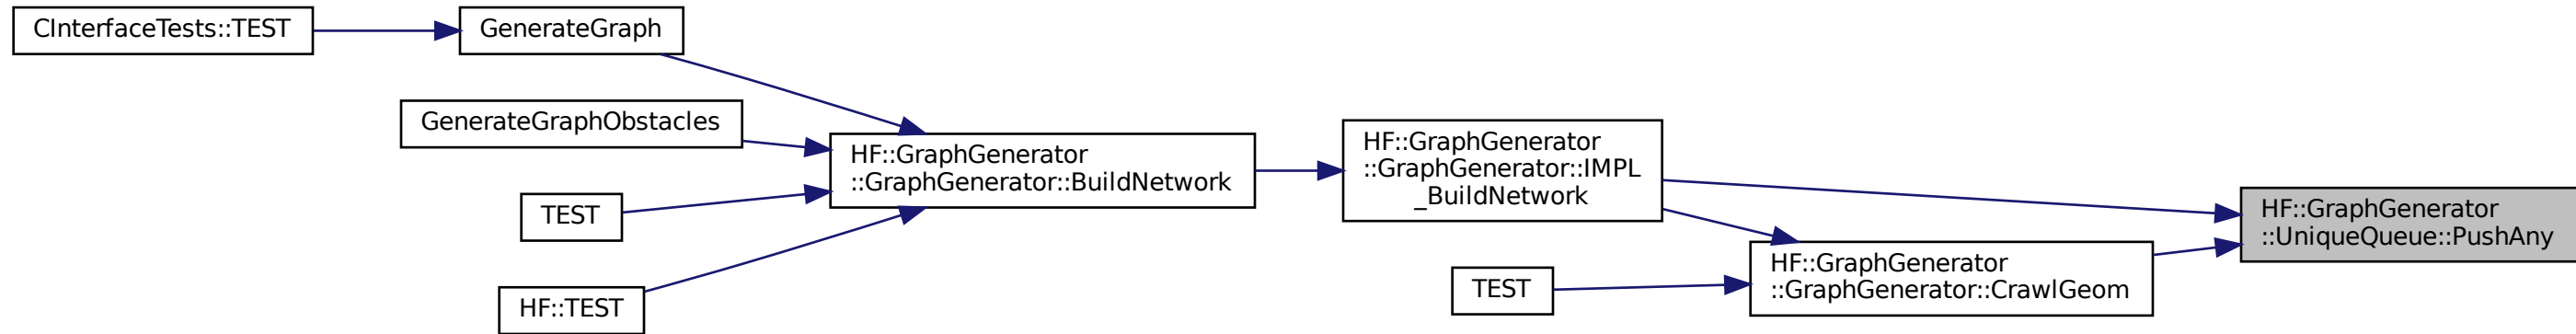 CInterfaceTests::TEST
GenerateGraph
GenerateGraphObstacles
TEST
HF::TEST
HF::GraphGenerator
::GraphGenerator::BuildNetwork
HF::GraphGenerator
::GraphGenerator::IMPL
_BuildNetwork
TEST
HF::GraphGenerator
::GraphGenerator::CrawlGeom
HF::GraphGenerator
::UniqueQueue::PushAny